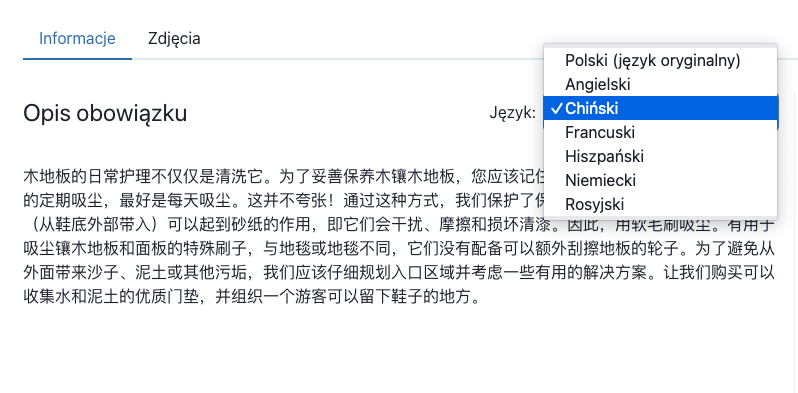 Informacje
Zdjęcia
Polski (język oryginalny)
Angielski
✓Chiński
Francuski
Hiszpański
Niemiecki
Rosyjski
Opis obowiązku
Język:
木地板的日常护理不仅仅是清洗它。为了妥善保养木镶木地板，您应该记住
的定期吸尘，最好是每天吸尘。这并不夸张！通过这种方式，我们保护了保
（从鞋底外部带入）可以起到砂纸的作用，即它们会干扰、摩擦和损坏清漆。因此，用软毛刷吸尘。有用于
吸尘镶木地板和面板的特殊刷子，与地毯或地毯不同，它们没有配备可以额外刮擦地板的轮子。为了避免从
外面带来沙子、泥土或其他污垢，我们应该仔细规划入口区域并考虑一些有用的解决方案。让我们购买可以
收集水和泥土的优质门垫，并组织一个游客可以留下鞋子的地方。